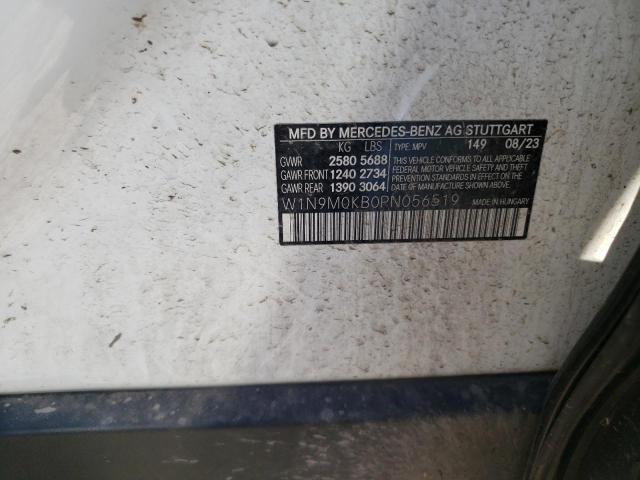 MFD BY MERCEDES-BENZ AG STUTTGART
KG LBS TYPE: MPV 149 08/23
GVWR 2580 5688 THIS VEHICLE CONFORMS TO ALL APPLICABLE
GAWR FRONT 1240 2734 FEDERAL MOTOR VEHICLE SAFETY AND THEFT
GAWR REAR 1390 3064 PREVENTION STANDARDS IN EFFECT ON THE DATE OF MANUFACTURE SHOWN ABOVE.
W1N9M0KB0PN056519 MADE IN HUNGARY